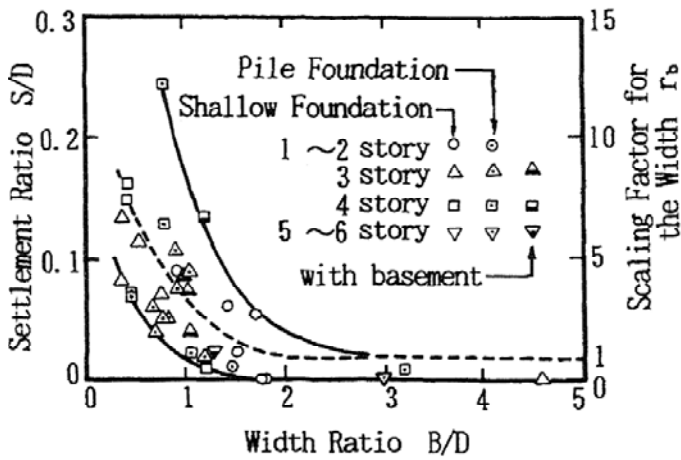 0.3
0.2
0.1
0
Settlement Ratio S/D
15
10
5
1
0
Scaling Factor for
the Width r_b
Pile Foundation
Shallow Foundation
1 ~2 story
3 story
4 story
5 ~6 story
with basement
0 1 2 3 4 5
Width Ratio B/D